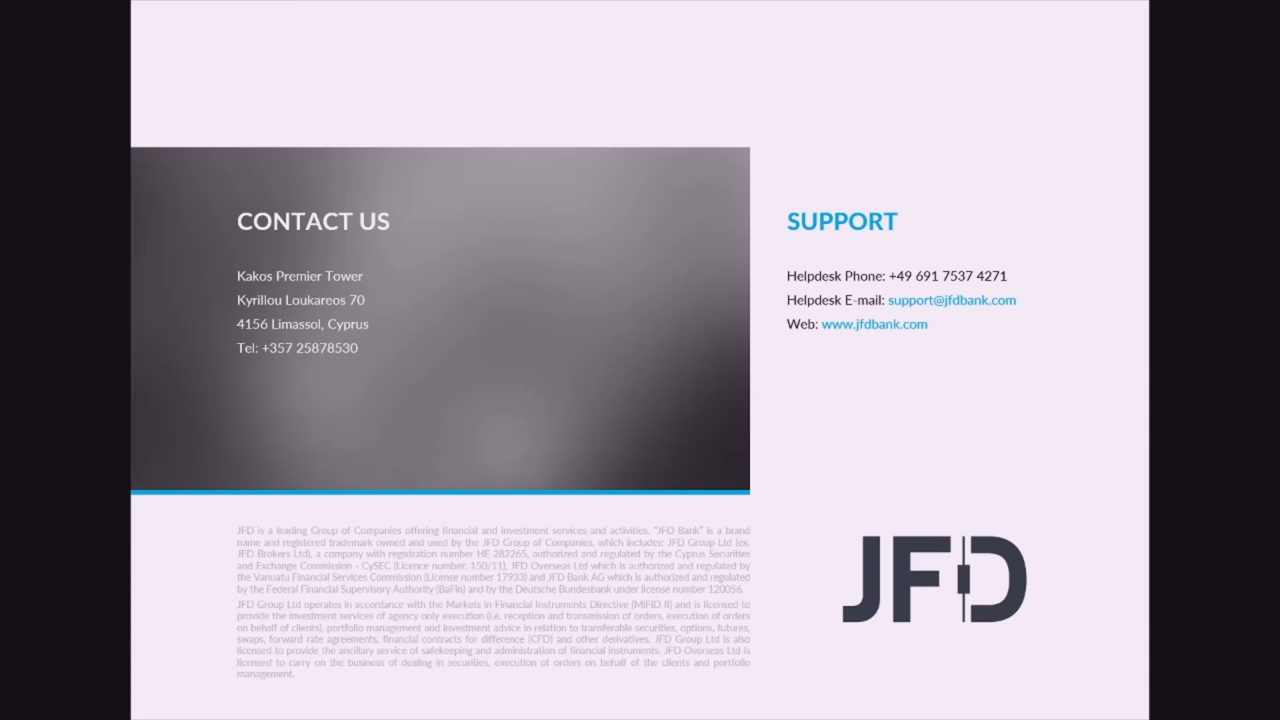 CONTACT US
Kakos Premier Tower
Kyrillou Loukareos 70
4156 Limassol, Cyprus
Tel: +357 25878530
SUPPORT
Helpdesk Phone: +49 691 7537 4271
Helpdesk E-mail: support@jfdbank.com
Web: www.jfdbank.com
JFD is a leading Group of Companies offering financial and investment services and activities. "JFD Bank" is a brand
name and registered trademark owned and used by the JFD Group of Companies, which includes: JFD Group Ltd (ex.
JFD Brokers Ltd), a company with registration number HE 282265, authorized and regulated by the Cyprus Securities
and Exchange Commission - CySEC (Licence number: 150/11), JFD Overseas Ltd which is authorized and regulated by
the Vanuatu Financial Services Commission (License number 17933) and JFD Bank AG which is authorized and regulated
by the Federal Financial Supervisory Authority (BaFin) and by the Deutsche Bundesbank under license number 120056.
JFD Group Ltd operates in accordance with the Markets in Financial Instruments Directive (MiFID II) and is licensed to
provide the investment services of agency only execution (i.e. reception and transmission of orders, execution of orders
on behalf of clients), portfolio management and investment advice in relation to transferable securities, options, futures,
swaps, forward rate agreements, financial contracts for difference (CFD) and other derivatives. JFD Group Ltd is also
licensed to provide the ancillary service of safekeeping and administration of financial instruments. JFD Overseas Ltd is
licensed to carry on the business of dealing in securities, execution of orders on behalf of the clients and portfolio
management.
JFD